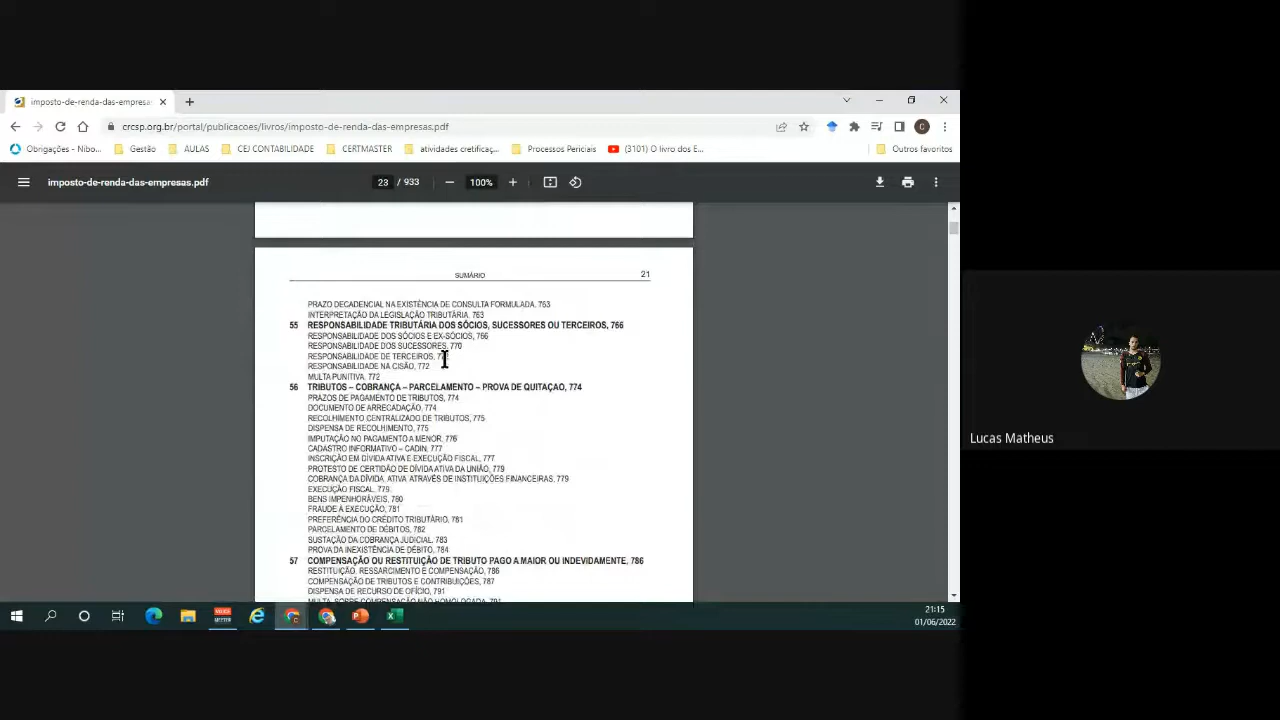 imposto-de-renda-das-empresa
crcsp.org.br/portal/publicacoes/livros/imposto-de-renda-das-empresas.pdf
C
Obrigações - Nibo... Gestão AULAS CEJ CONTABILIDADE CERTMASTER atividades cretificaç... Processos Periciais (3101) O livro dos E... Outros favoritos
imposto-de-renda-das-empresas.pdf 23 / 933 100%
SUMÁRIO 21
PRAZO DECADENCIAL NA EXISTÊNCIA DE CONSULTA FORMULADA, 763
INTERPRETAÇÃO DA LEGISLAÇÃO TRIBUTÁRIA, 763
55 RESPONSABILIDADE TRIBUTÁRIA DOS SÓCIOS, SUCESSORES OU TERCEIROS, 766
RESPONSABILIDADE DOS SÓCIOS E EX-SÓCIOS, 766
RESPONSABILIDADE DOS SUCESSORES, 770
RESPONSABILIDADE DE TERCEIROS,
RESPONSABILIDADE NA CISÃO, 772
MULTA PUNITIVA, 772
56 TRIBUTOS – COBRANÇA – PARCELAMENTO – PROVA DE QUITAÇAO, 774
PRAZOS DE PAGAMENTO DE TRIBUTOS, 774
DOCUMENTO DE ARRECADAÇÃO, 774
RECOLHIMENTO CENTRALIZADO DE TRIBUTOS, 775
DISPENSA DE RECOLHIMENTO, 775
IMPUTAÇÃO NO PAGAMENTO A MENOR, 776
CADASTRO INFORMATIVO – CADIN, 777
INSCRIÇÃO EM DÍVIDA ATIVA E EXECUÇÃO FISCAL, 777
PROTESTO DE CERTIDÃO DE DÍVIDA ATIVA DA UNIÃO, 779
COBRANÇA DA DÍVIDA. ATIVA ATRAVÉS DE INSTITUIÇÕES FINANCEIRAS, 779
EXECUÇÃO FISCAL, 779
BENS IMPENHORÁVEIS, 780
FRAUDE À EXECUÇÃO, 781
PREFERÊNCIA DO CRÉDITO TRIBUTÁRIO, 781
PARCELAMENTO DE DÉBITOS, 782
SUSTAÇÃO DA COBRANÇA JUDICIAL, 783
PROVA DA INEXISTÊNCIA DE DÉBITO, 784
57 COMPENSAÇÃO OU RESTITUIÇÃO DE TRIBUTO PAGO A MAIOR OU INDEVIDAMENTE, 786
RESTITUIÇÃO, RESSARCIMENTO E COMPENSAÇÃO, 786
COMPENSAÇÃO DE TRIBUTOS E CONTRIBUIÇÕES, 787
DISPENSA DE RECURSO DE OFÍCIO, 791
MULTA SOBRE COMPENSAÇÃO NÃO HOMOLOGADA, 791
21:15
01/06/2022
Lucas Matheus